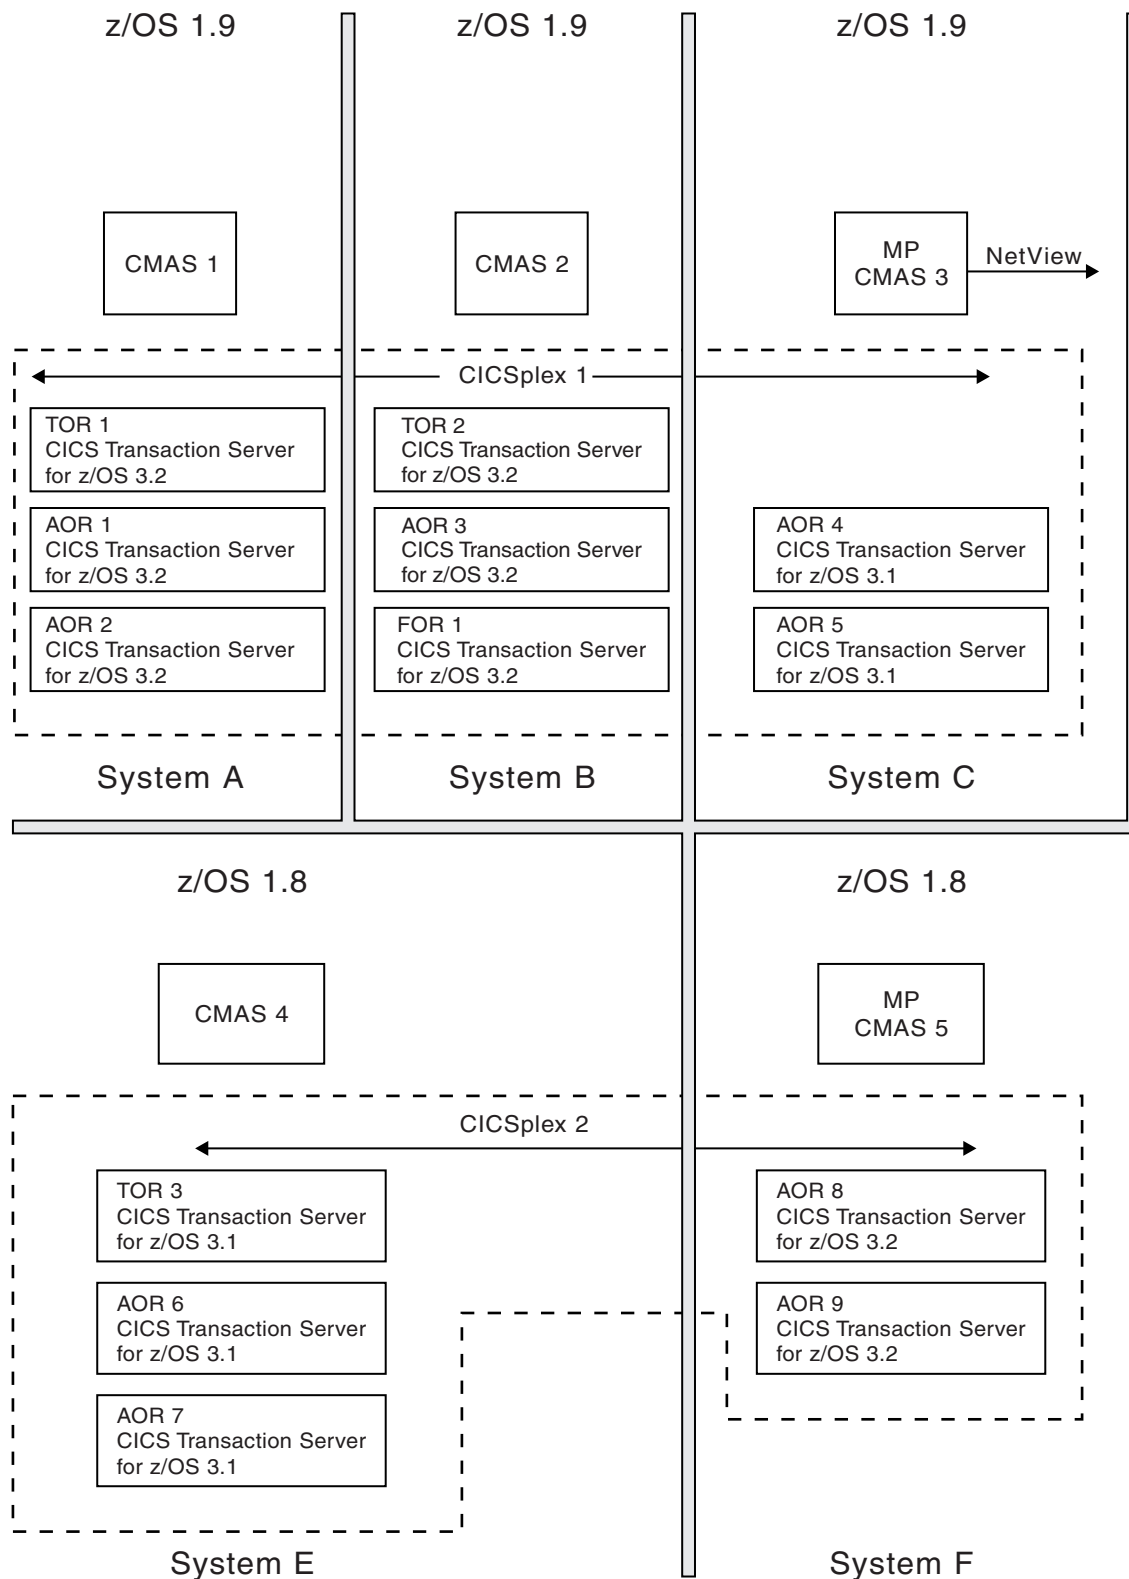 z/OS 1.9
z/OS 1.9
z/OS 1.9
CMAS 1
CMAS 2
MP
CMAS 3
NetView
CICSplex 1
TOR 1
CICS Transaction Server
for z/OS 3.2
TOR 2
CICS Transaction Server
for z/OS 3.2
AOR 1
CICS Transaction Server
for z/OS 3.2
AOR 3
CICS Transaction Server
for z/OS 3.2
AOR 4
CICS Transaction Server
for z/OS 3.1
AOR 2
CICS Transaction Server
for z/OS 3.2
FOR 1
CICS Transaction Server
for z/OS 3.2
AOR 5
CICS Transaction Server
for z/OS 3.1
System A
System B
System C
z/OS 1.8
z/OS 1.8
CMAS 4
MP
CMAS 5
CICSplex 2
TOR 3
CICS Transaction Server
for z/OS 3.1
AOR 8
CICS Transaction Server
for z/OS 3.2
AOR 6
CICS Transaction Server
for z/OS 3.1
AOR 9
CICS Transaction Server
for z/OS 3.2
AOR 7
CICS Transaction Server
for z/OS 3.1
System E
System F